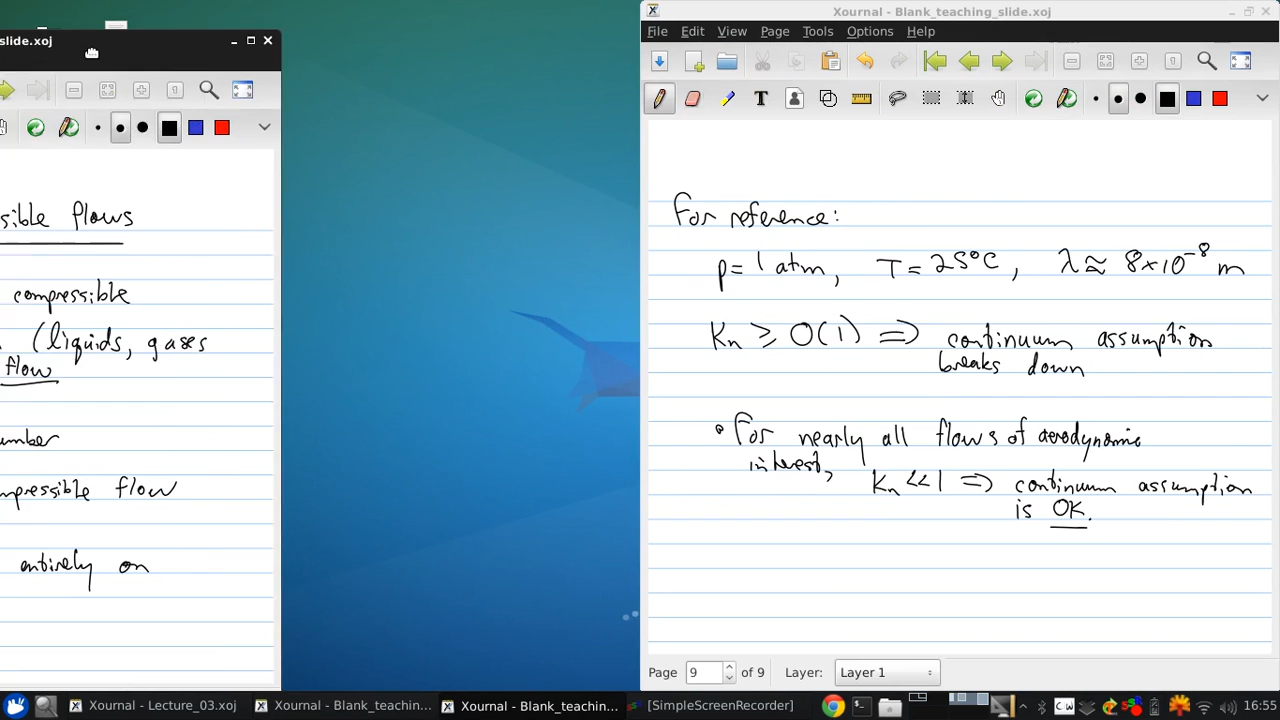 slide.xoj
sible flows
compressible
(liquids, gases
flow
umber
mpressible flow
entirely on
Xournal - Blank_teaching_slide.xoj
File Edit View Page Tools Options Help
For reference:
p= 1 atm, T = 25°C, λ ≈ 8×10⁻⁸ m
Kn ≥ O(1) => continuum assumption
breaks down
• For nearly all flows of aerodynamic
interest,
Kn <<1 => continuum assumption
is OK.
Page 9 of 9 Layer: Layer 1
Xournal - Lecture_03.xoj Xournal - Blank_teachin... Xournal - Blank_teachin... [SimpleScreenRecorder] 16:55